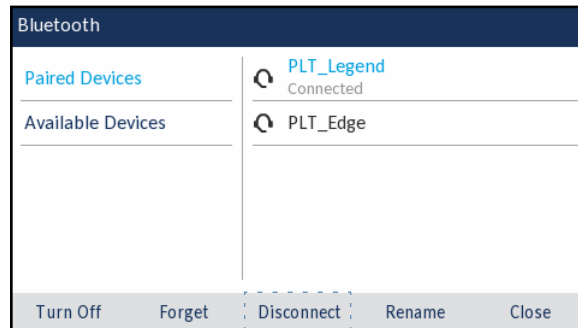 Bluetooth
Paired Devices
Available Devices
PLT_Legend
Connected
PLT_Edge
Turn Off Forget Disconnect Rename Close